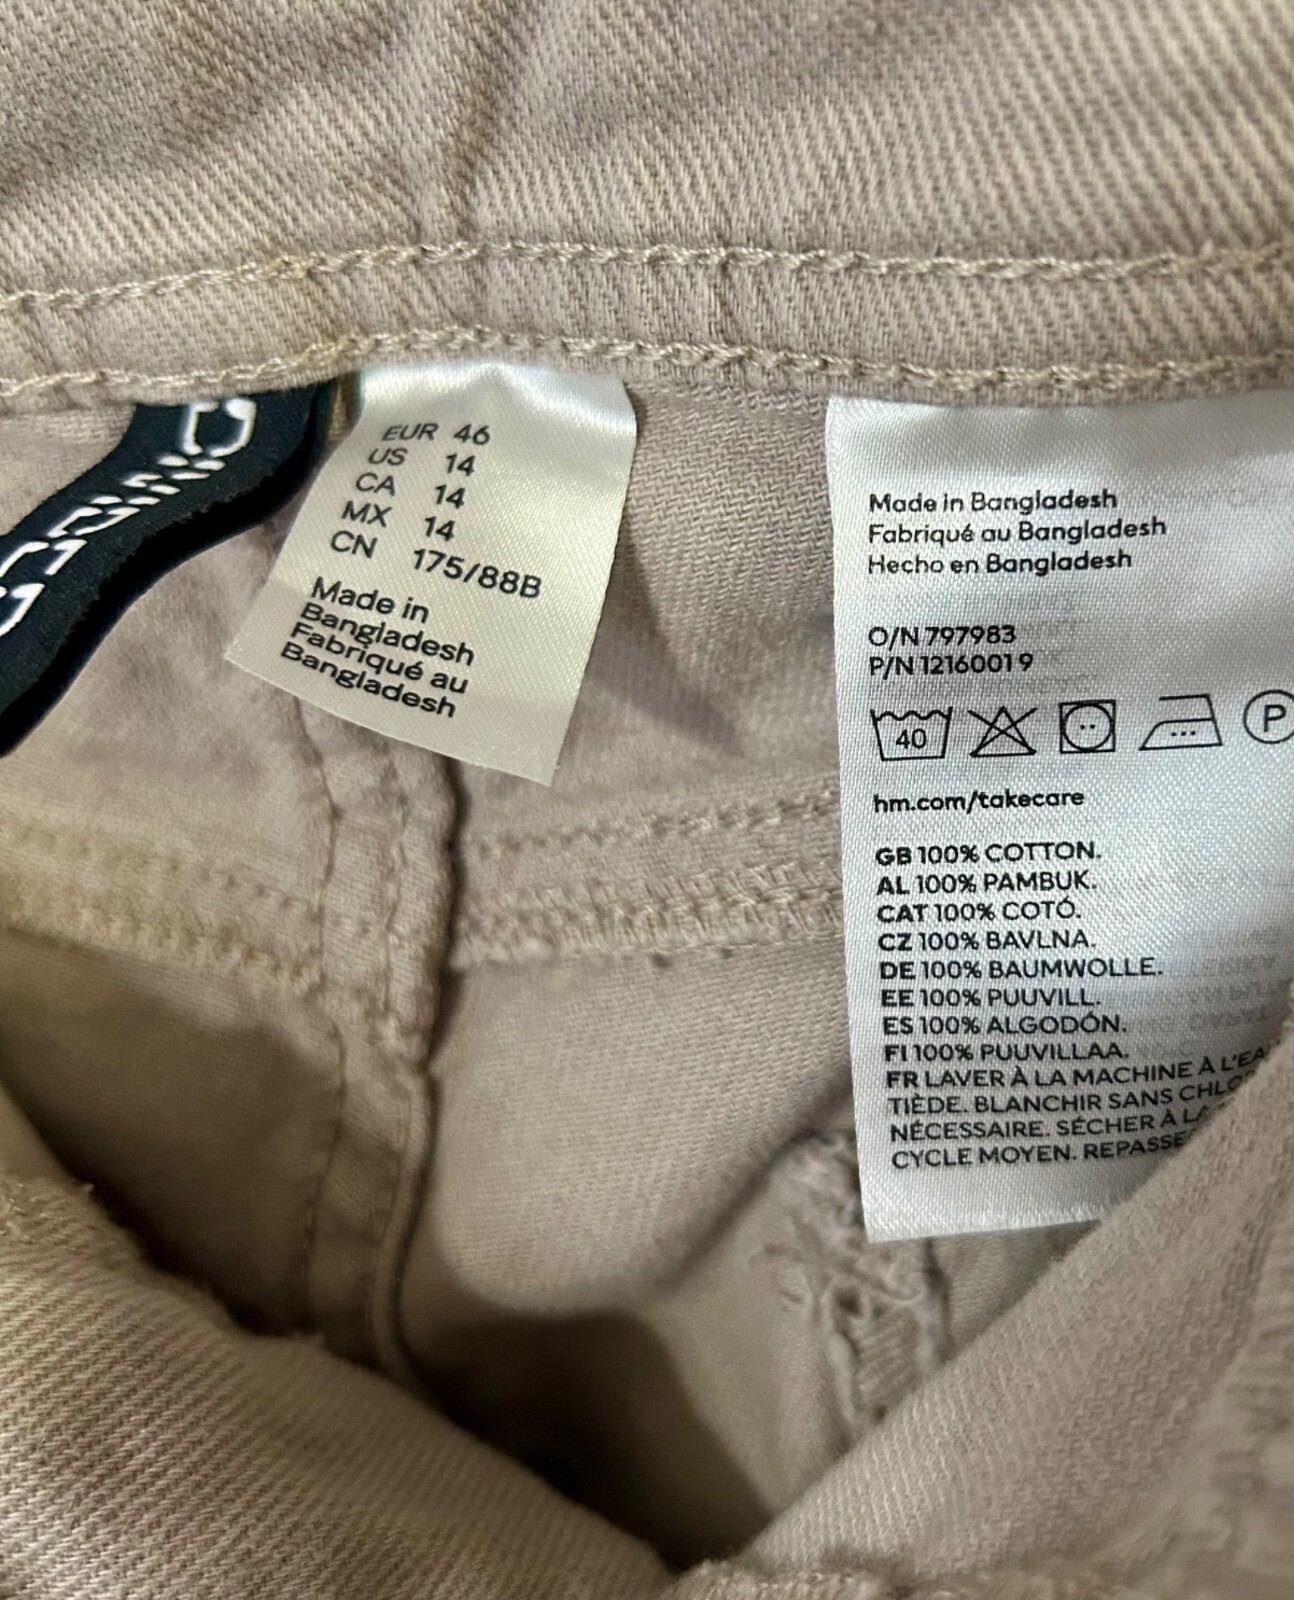 EUR 46
US 14
CA 14
MX 14
CN 175/88B
Made in
Bangladesh
Fabriqué au
Bangladesh
Made in Bangladesh
Fabriqué au Bangladesh
Hecho en Bangladesh
O/N 797983
P/N 12160019
40
P
hm.com/takecare
GB 100% COTTON.
AL 100% PAMBUK.
CAT 100% COTÓ.
CZ 100% BAVLNA.
DE 100% BAUMWOLLE.
EE 100% PUUVILL.
ES 100% ALGODÓN.
FI 100% PUUVILLAA.
FR LAVER À LA MACHINE À L'EA
TIÈDE. BLANCHIR SANS CHLO
NÉCESSAIRE. SÉCHER À LA
CYCLE MOYEN. REPASSE